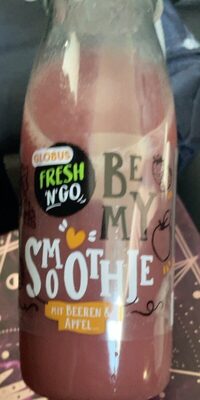 GLOBUS
FRESH
'N'GO
BE
MY
SMOOTHIE
MIT BEEREN &
APFEL